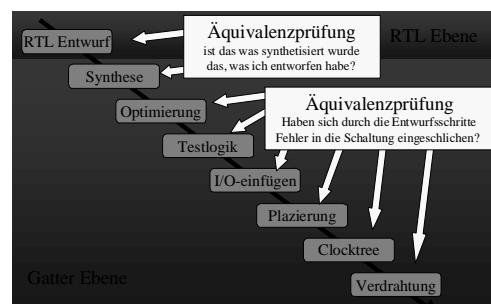 RTL Entwurf
Äquivalenzprüfung
ist das was synthetisiert wurde
das, was ich entworfen habe?
RTL Ebene
Synthese
Optimierung
Äquivalenzprüfung
Haben sich durch die Entwurfsschritte
Fehler in die Schaltung eingeschlichen?
Testlogik
I/O-einfügen
Plazierung
Clocktree
Gatter Ebene
Verdrahtung